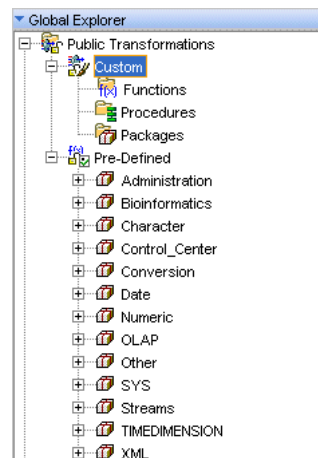 Global Explorer
Public Transformations
Custom
f(x) Functions
Procedures
Packages
f(x) Pre-Defined
Administration
Bioinformatics
Character
Control_Center
Conversion
Date
Numeric
OLAP
Other
SYS
Streams
TIMEDIMENSION
XML